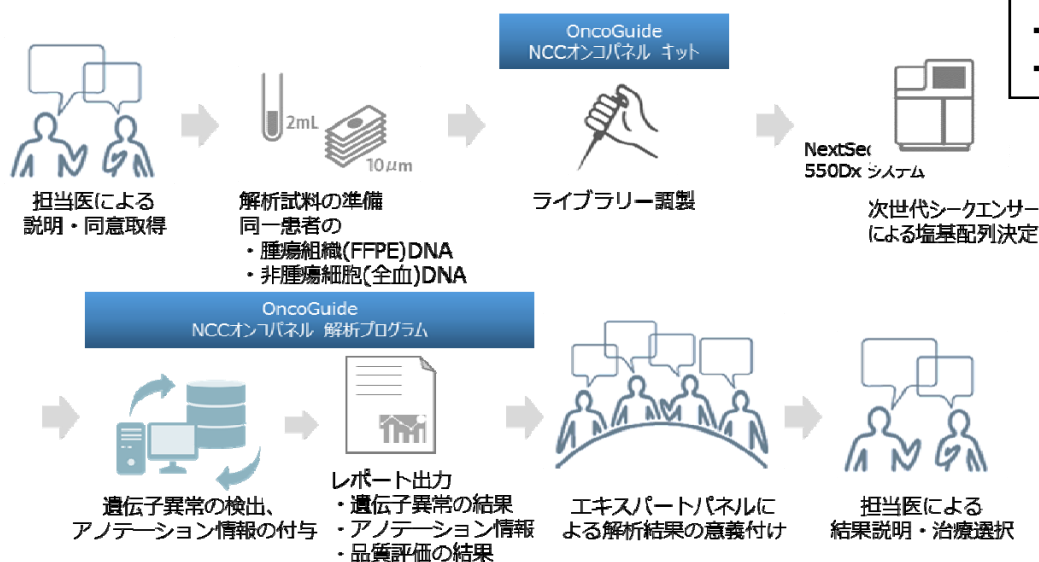 OncoGuide
NCCオンコパネル キット
2mL
10μm
NextSe
550Dx システム
担当医による
説明・同意取得
解析試料の準備
同一患者の
・腫瘍組織(FFPE)DNA
・非腫瘍細胞(全血)DNA
ライブラリー調製
次世代シークエンサー
による塩基配列決定
OncoGuide
NCCオンコパネル 解析プログラム
遺伝子異常の検出、
アノテーション情報の付与
レポート出力
・遺伝子異常の結果
・アノテーション情報
・品質評価の結果
エキスパートパネルに
よる解析結果の意義付け
担当医による
結果説明・治療選択